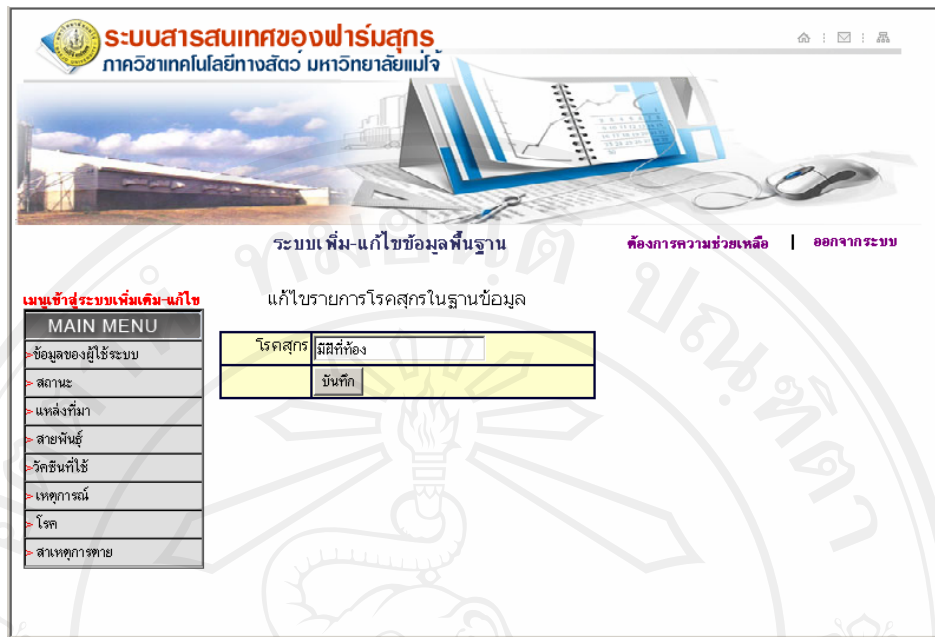 ระบบสารสนเทศของฟาร์มสุกร
ภาควิชาเทคโนโลยีทางสัตว์ มหาวิทยาลัยแม่โจ้
ระบบเพิ่ม-แก้ไขข้อมูลพื้นฐาน
ต้องการความช่วยเหลือ | ออกจากระบบ
เมนูเข้าสู่ระบบเพิ่มเติม-แก้ไข
แก้ไขรายการโรคสุกรในฐานข้อมูล
MAIN MENU
>ข้อมูลของผู้ใช้ระบบ
> สถานะ
> แหล่งที่มา
> สายพันธุ์
>วัคซีนที่ใช้
> เหตุการณ์
> โรค
> สาเหตุการตาย
โรคสุกร มีฝีที่ท้อง
บันทึก